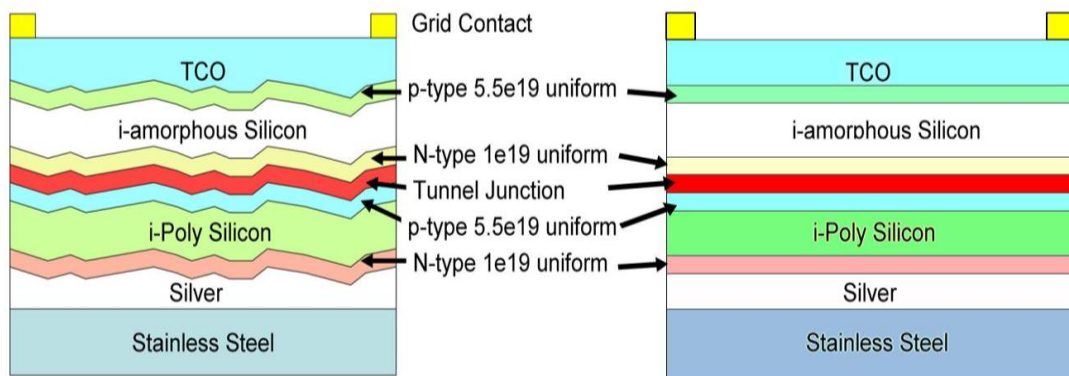 Grid Contact
TCO
p-type 5.5e19 uniform
i-amorphous Silicon
N-type 1e19 uniform
Tunnel Junction
p-type 5.5e19 uniform
i-Poly Silicon
N-type 1e19 uniform
Silver
Stainless Steel
TCO
i-amorphous Silicon
i-Poly Silicon
Silver
Stainless Steel